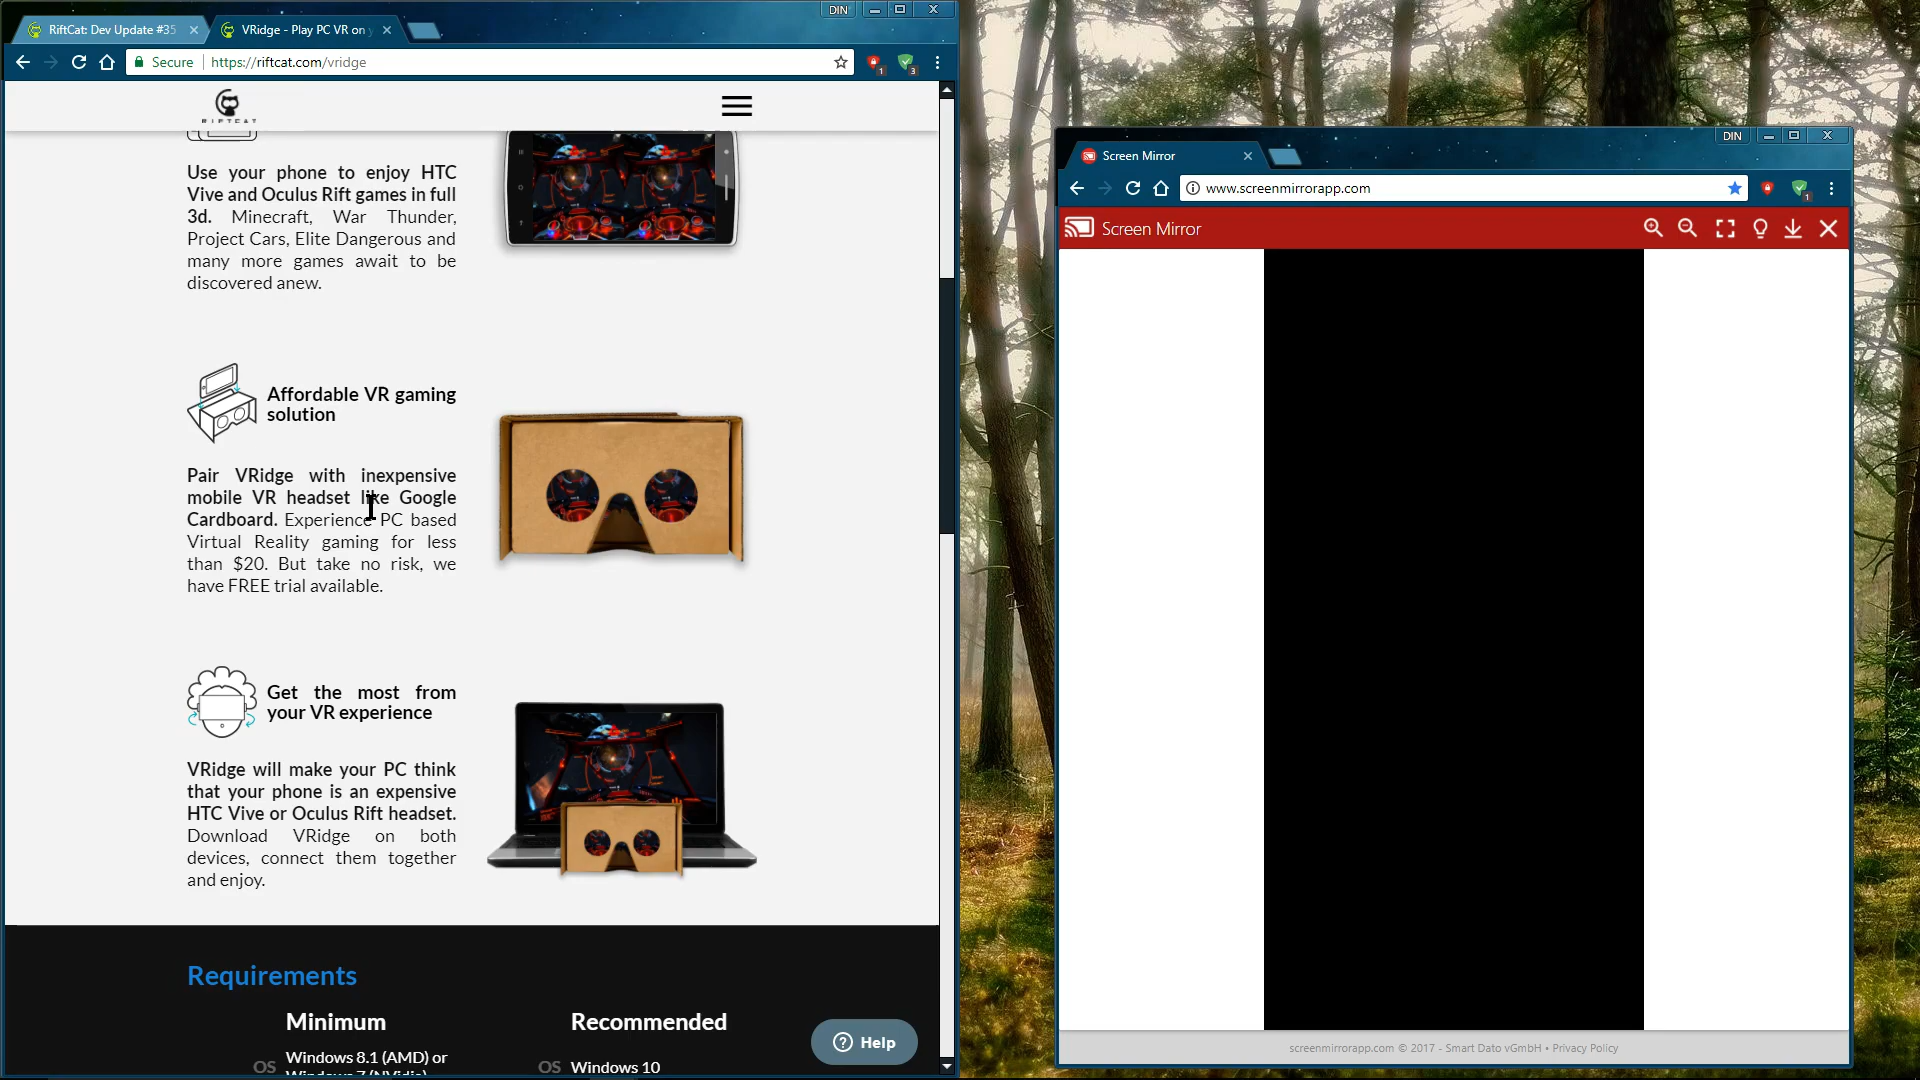 DIN
RiftCat: Dev Update #35
VRidge - Play PC VR on y
Secure
https://riftcat.com/vridge
1
3
RIFTCAT
Use your phone to enjoy HTC
Vive and Oculus Rift games in full
3d. Minecraft, War Thunder,
Project Cars, Elite Dangerous and
many more games await to be
discovered anew.
Affordable VR gaming
solution
Pair VRidge with inexpensive
mobile VR headset like Google
Cardboard. Experience PC based
Virtual Reality gaming for less
than $20. But take no risk, we
have FREE trial available.
Get the most from
your VR experience
VRidge will make your PC think
that your phone is an expensive
HTC Vive or Oculus Rift headset.
Download VRidge on both
devices, connect them together
and enjoy.
Requirements
Minimum
Recommended
OS
Windows 8.1 (AMD) or
Windows 7 (NVidia)
OS
Windows 10
Help
DIN
Screen Mirror
www.screenmirrorapp.com
1
Screen Mirror
screenmirrorapp.com © 2017 - Smart Dato vGmbH • Privacy Policy